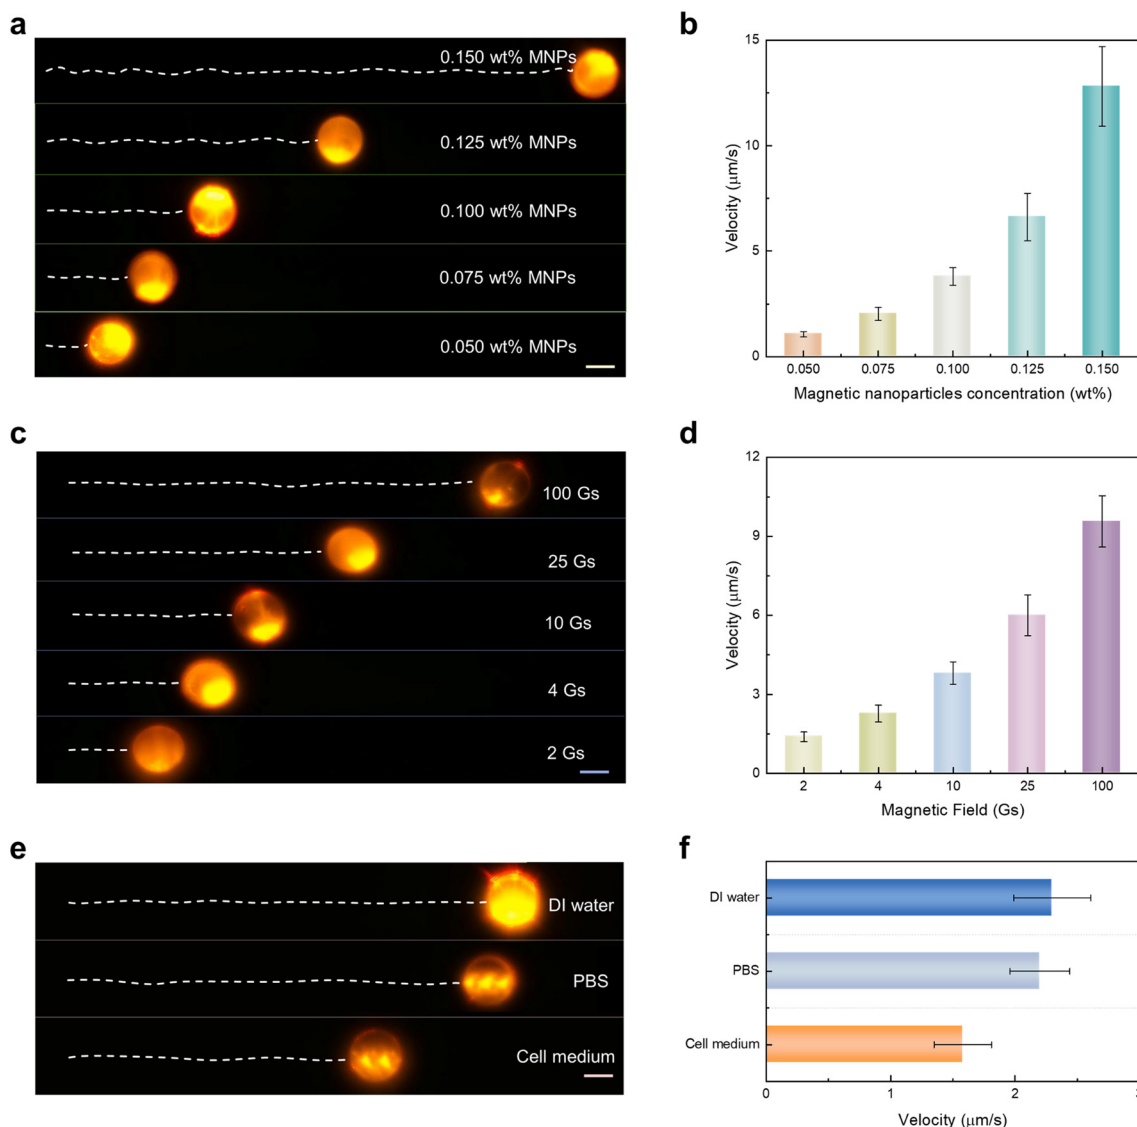 a
0.150 wt% MNPs
0.125 wt% MNPs
0.100 wt% MNPs
0.075 wt% MNPs
0.050 wt% MNPs
b
15
10
5
0
Velocity (μm/s)
0.050 0.075 0.100 0.125 0.150
Magnetic nanoparticles concentration (wt%)
c
100 Gs
25 Gs
10 Gs
4 Gs
2 Gs
d
12
9
6
3
0
Velocity (μm/s)
2 4 10 25 100
Magnetic Field (Gs)
e
DI water
PBS
Cell medium
f
DI water
PBS
Cell medium
0 1 2 3
Velocity (μm/s)